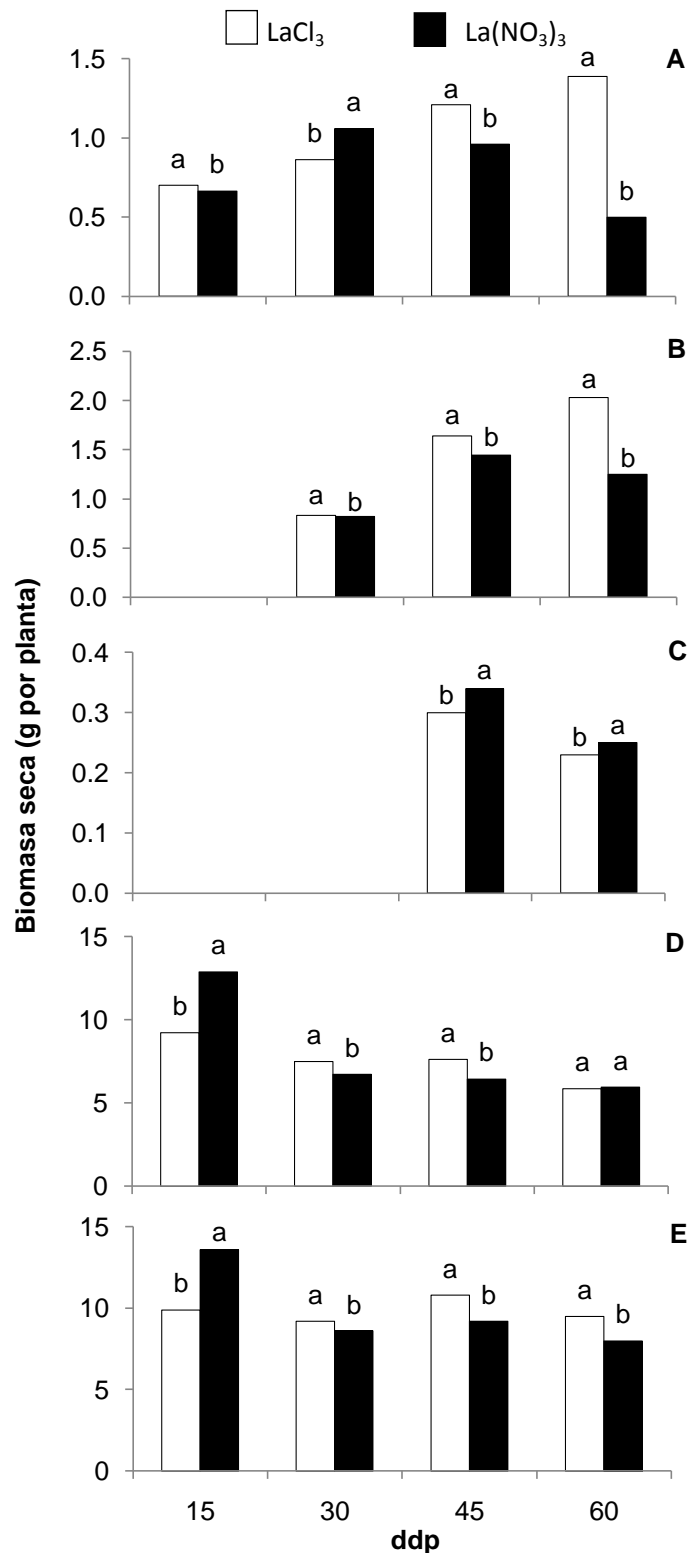 LaCl₃ La(NO₃)₃
A
1.5
1.0
0.5
0.0
a b b a a b a b
B
2.5
2.0
1.5
1.0
0.5
0.0
a b a b a b
C
0.4
0.3
0.2
0.1
0.0
b a b a
D
15
10
5
0
b a a b a b a a
E
15
10
5
0
b a a b a b a b
15 30 45 60
ddp
Biomasa seca (g por planta)